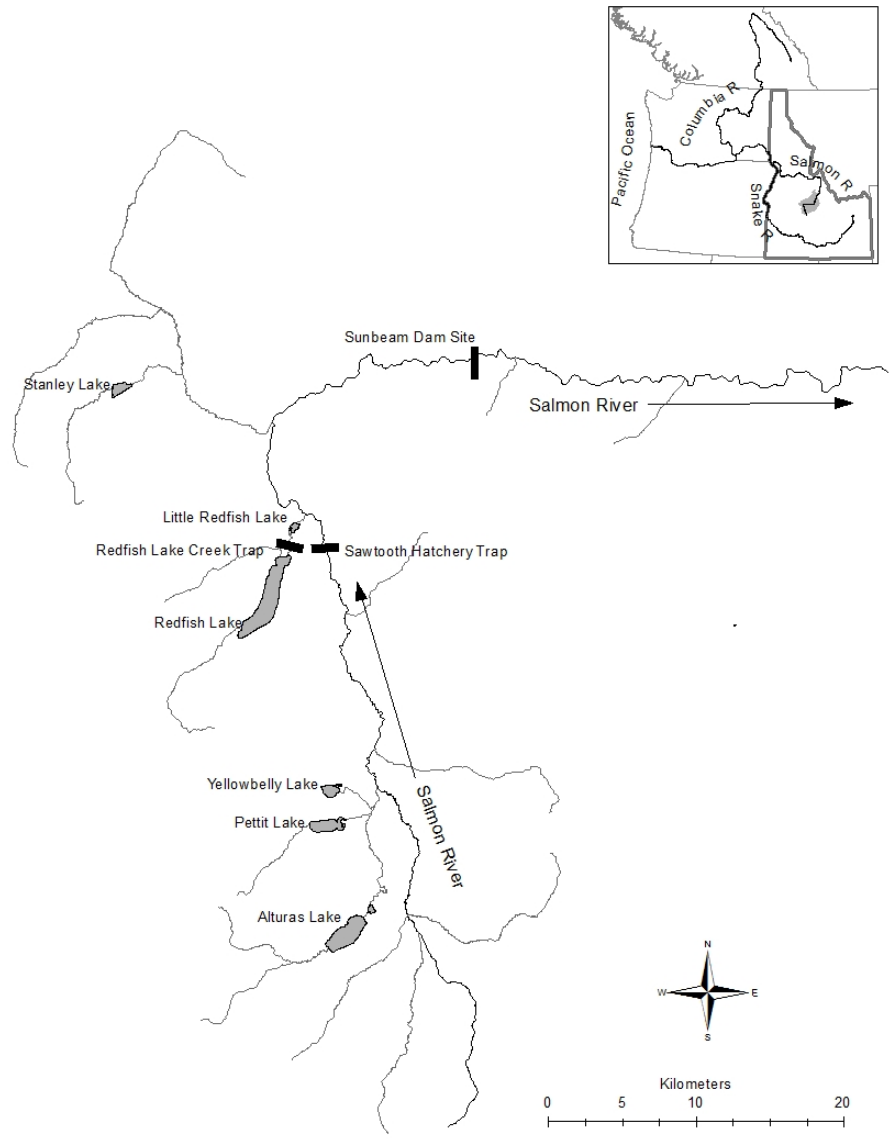 Pacific Ocean
Columbia R
Salmon R
Snake R
Sunbeam Dam Site
Stanley Lake
Salmon River
Little Redfish Lake
Redfish Lake Creek Trap
Sawtooth Hatchery Trap
Redfish Lake
Yellowbelly Lake
Pettit Lake
Salmon River
Alturas Lake
N
W
E
S
Kilometers
0 5 10 20